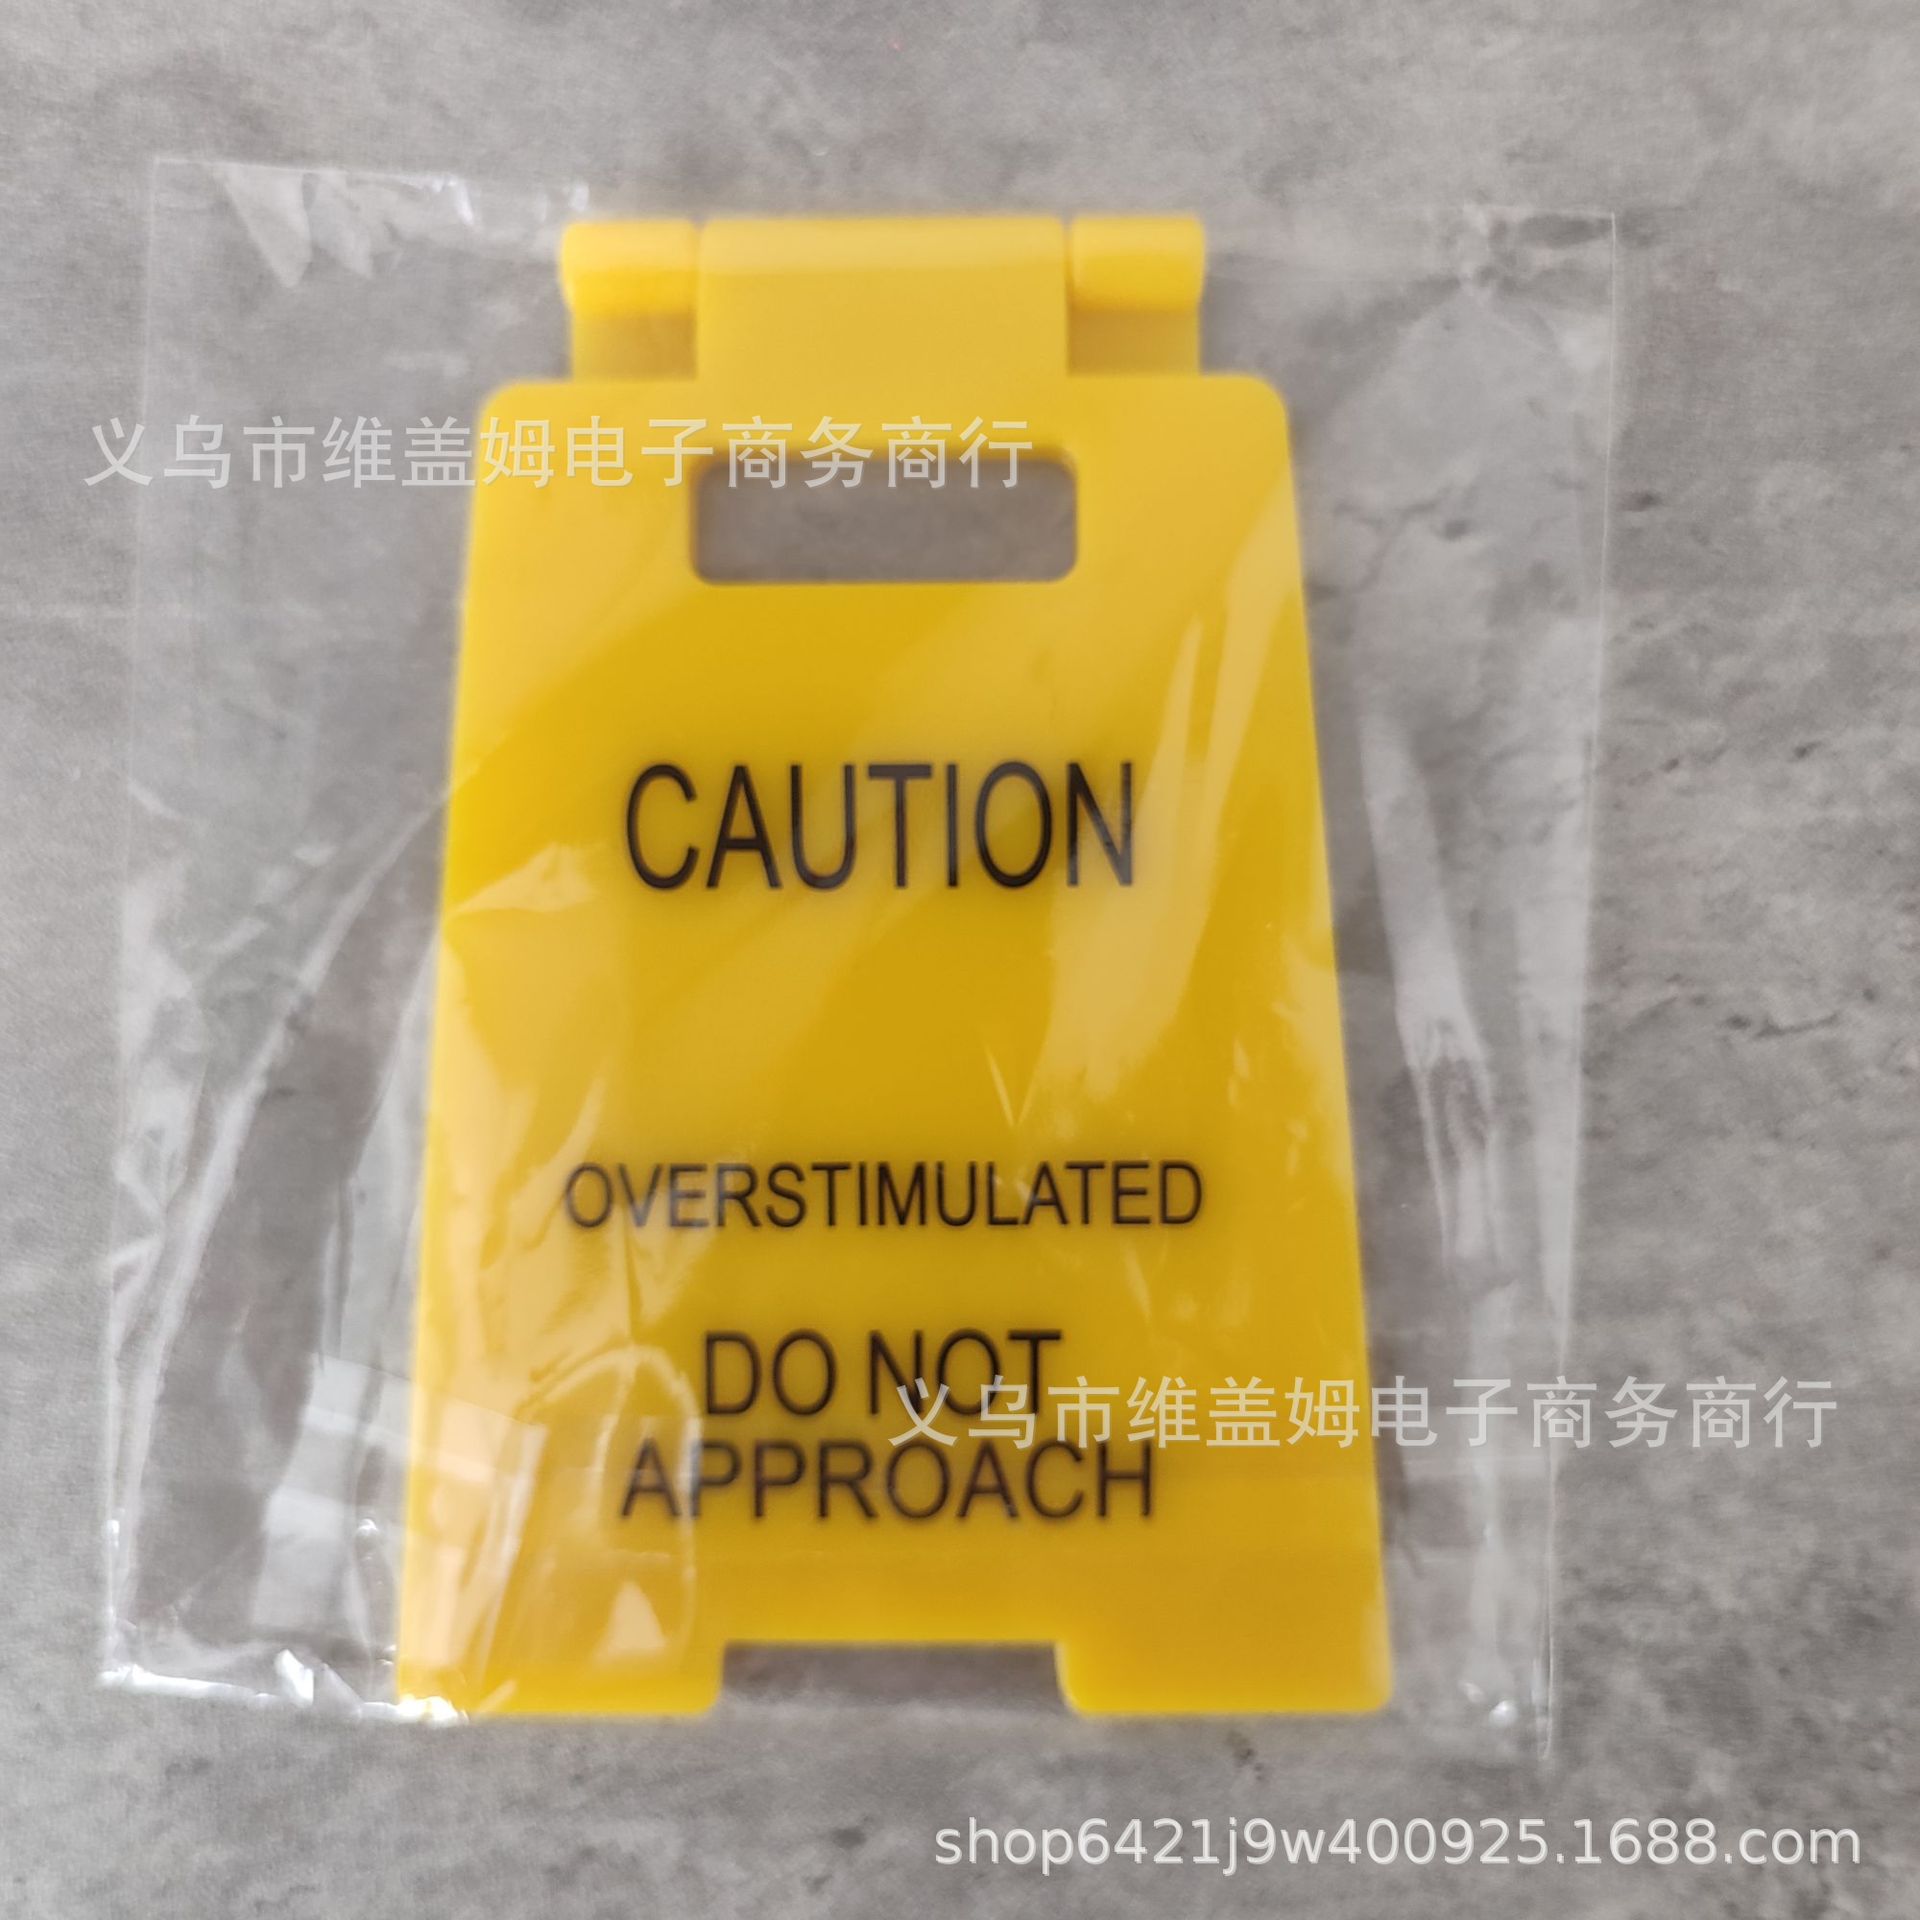 义乌市维盖姆电子商务商行
CAUTION
OVERSTIMULATED
DO NOT
义乌市维盖姆电子商务商行
APPROACH
shop6421j9w400925.1688.com